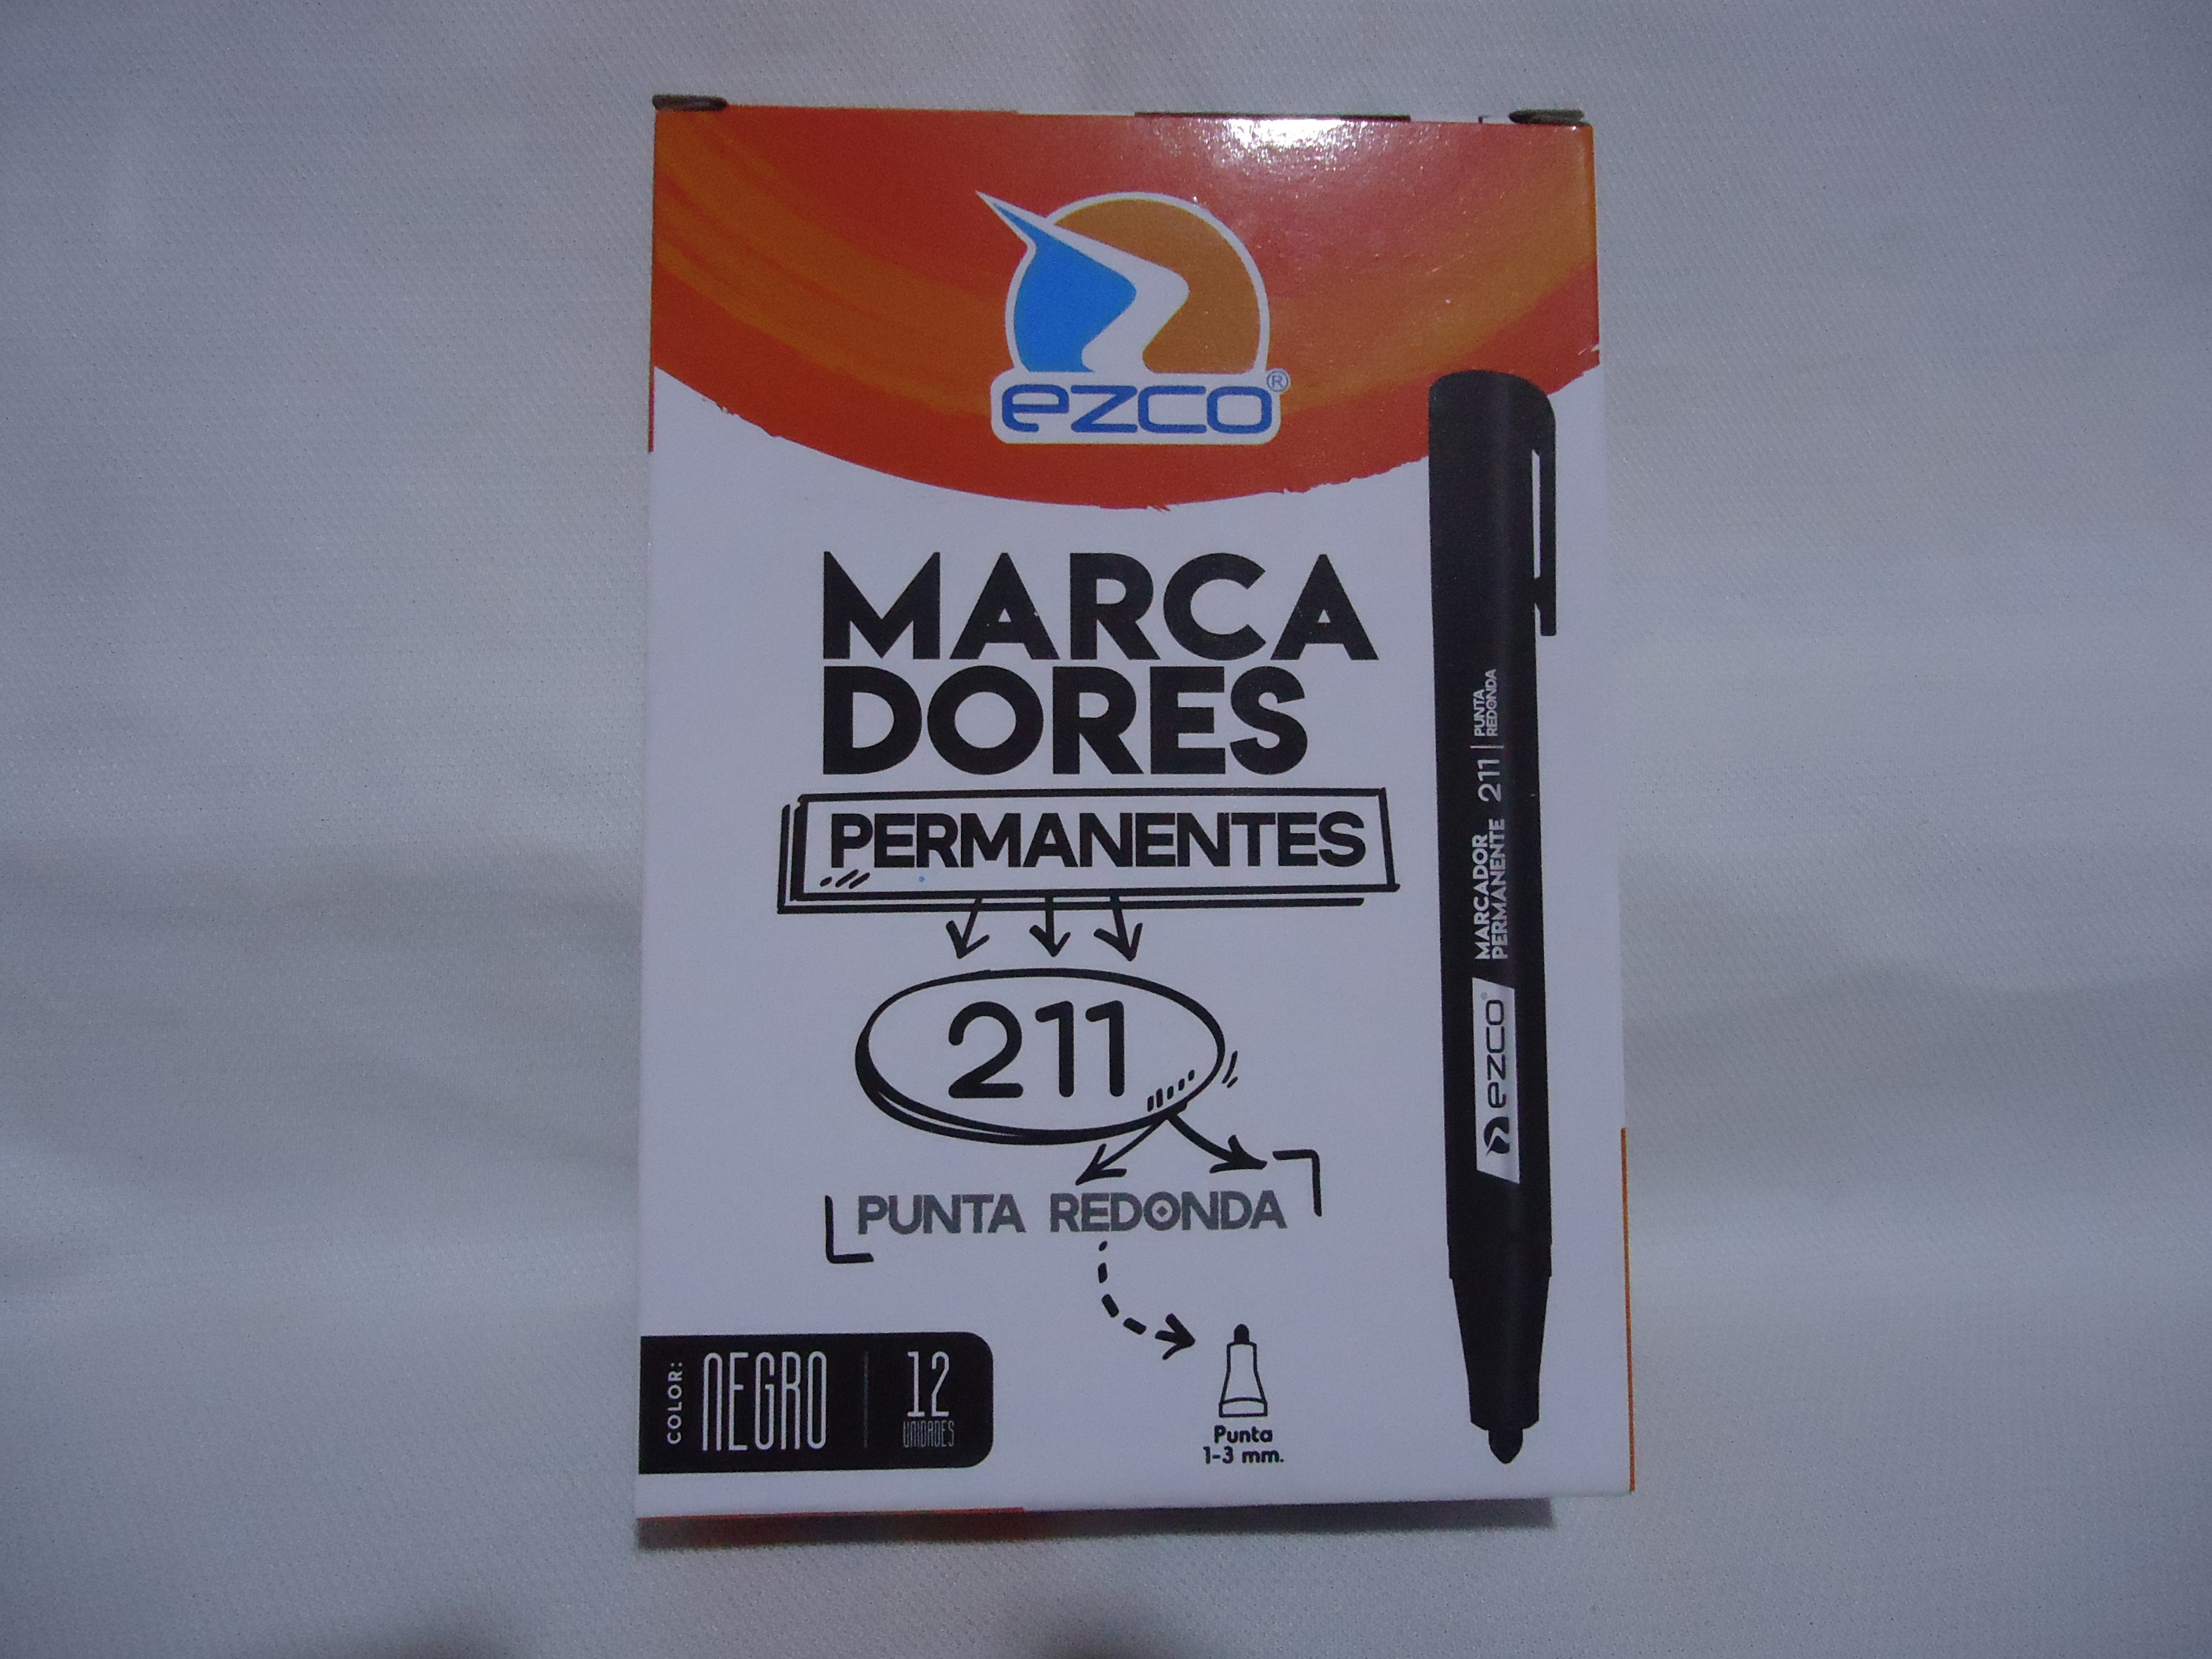 ezco®
MARCA
DORES
PERMANENTES
211
PUNTA REDONDA
Punta
1-3 mm.
COLOR:
NEGRO
12
UNIDADES
ezco®
MARCADOR
PERMANENTE
211
PUNTA
REDONDA